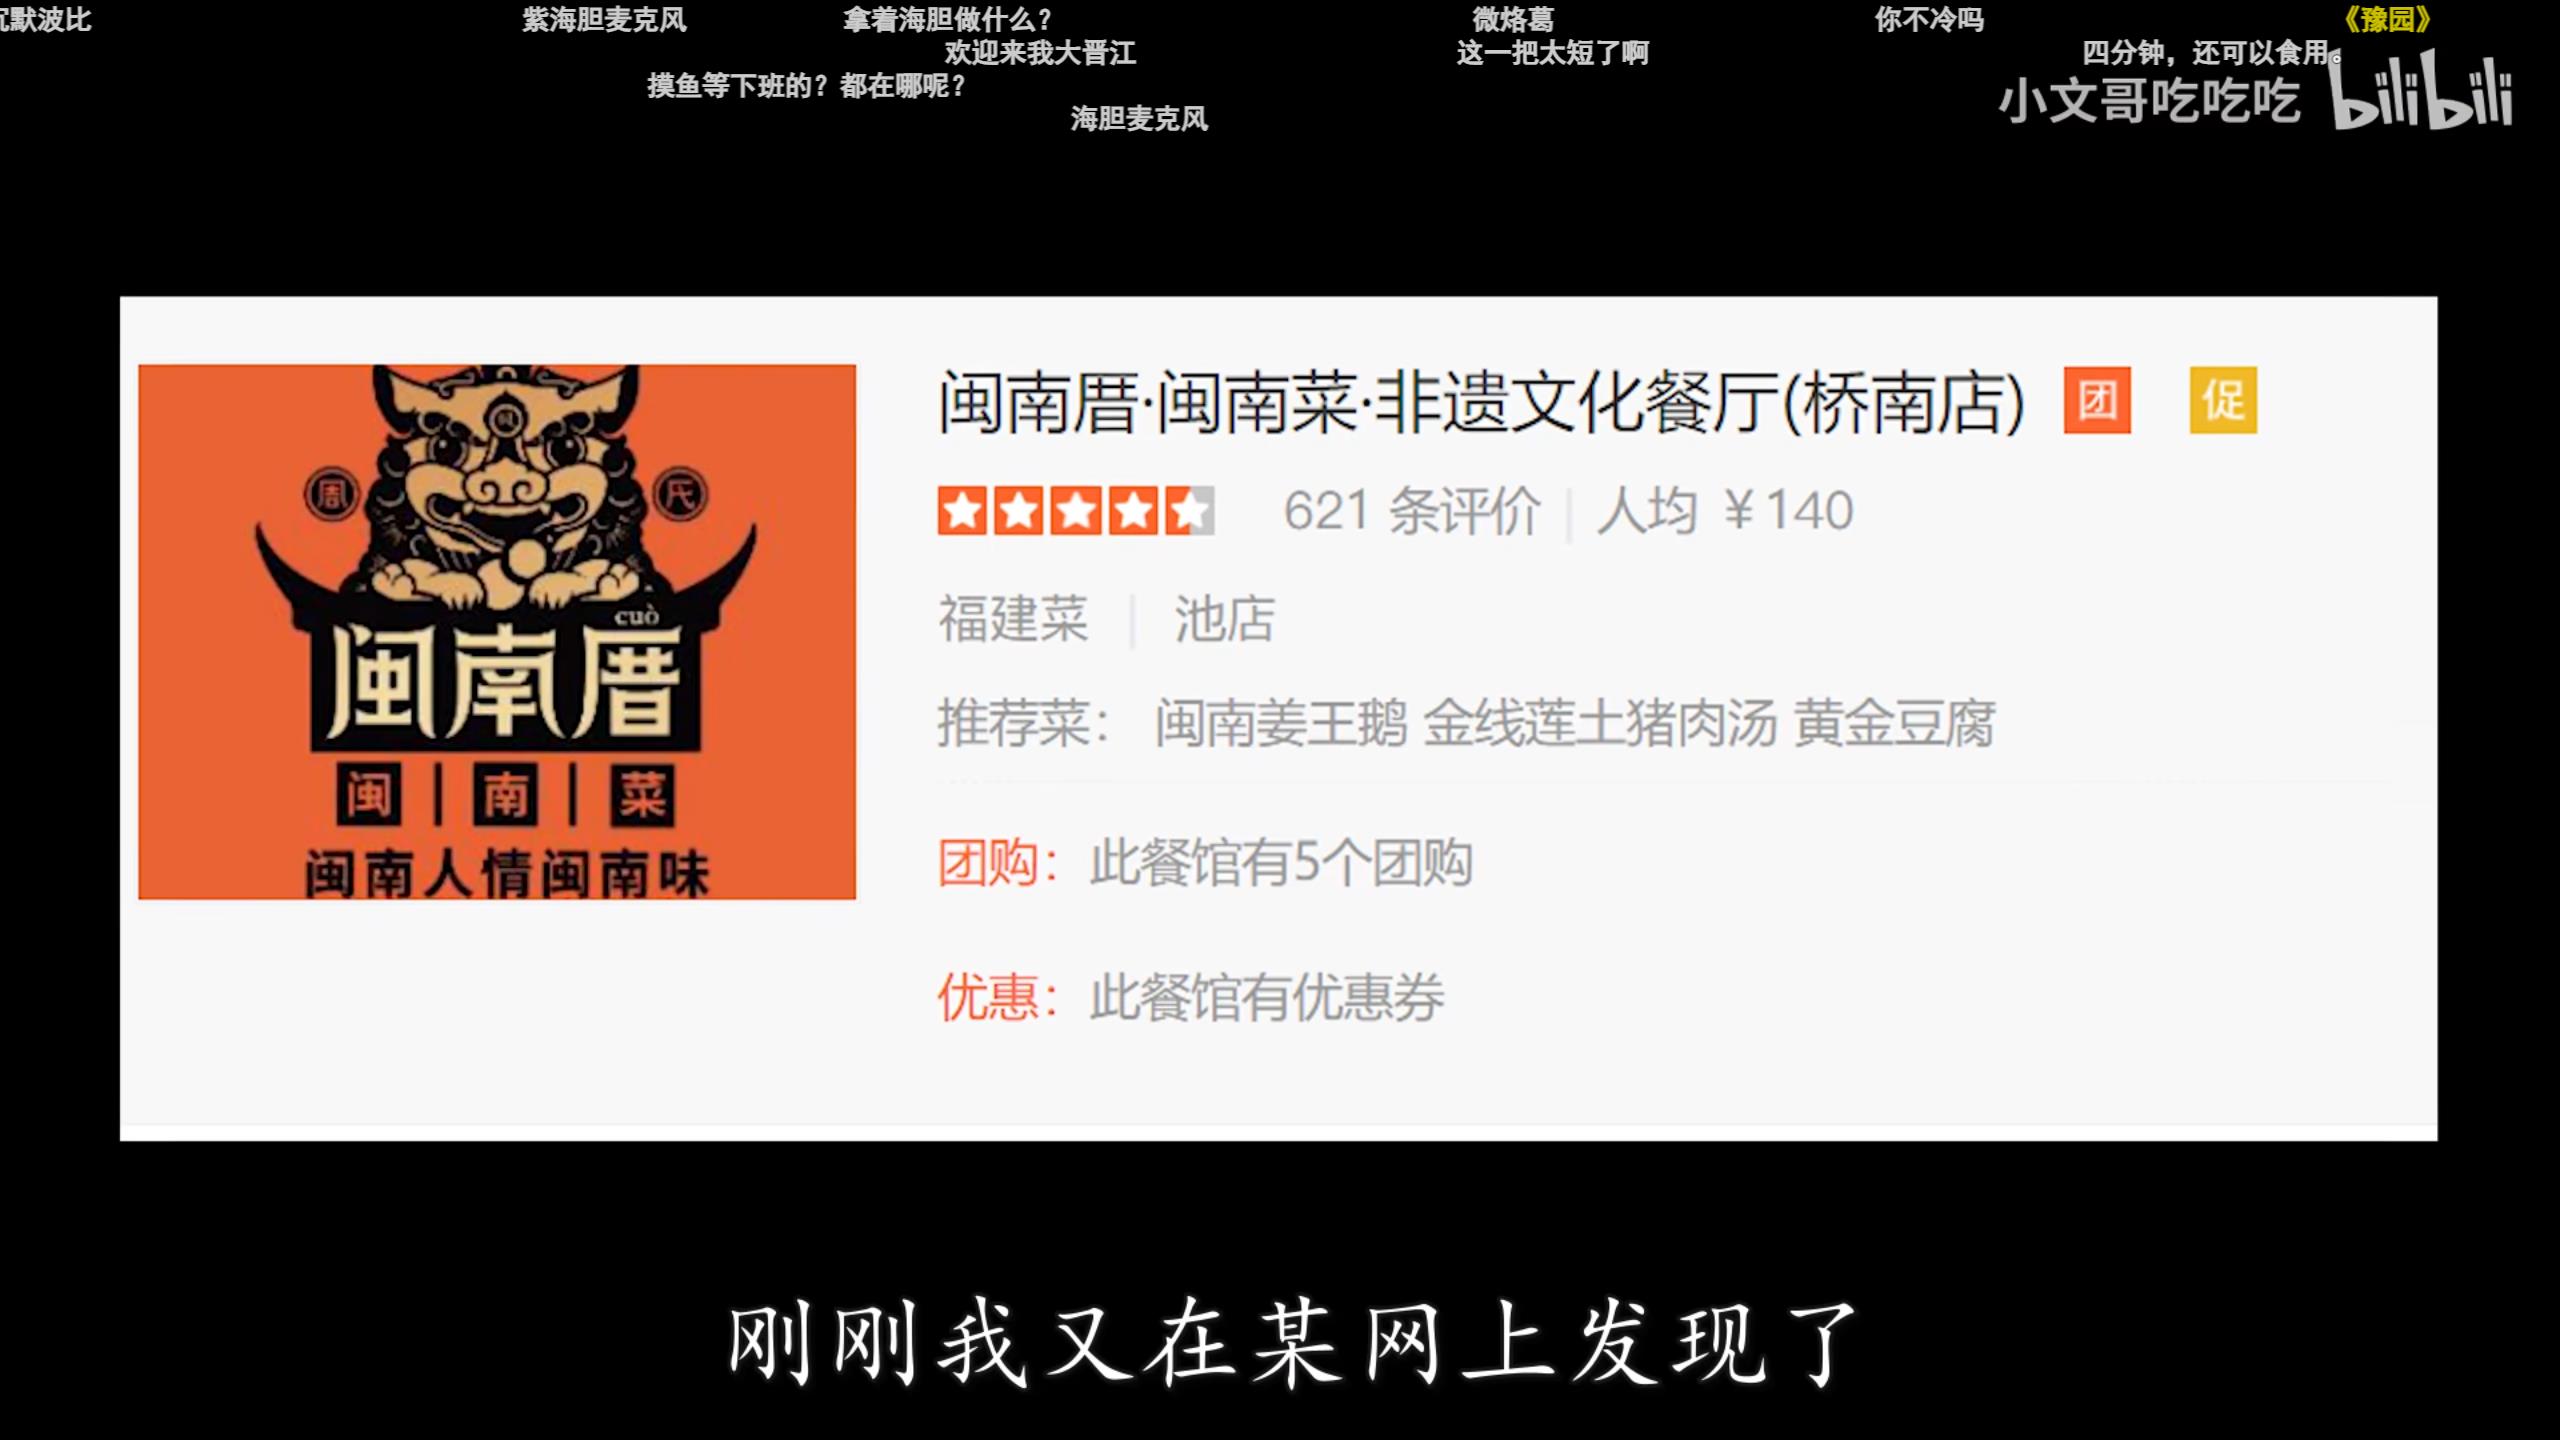 沉默波比
紫海胆麦克风
拿着海胆做什么?
微烙葛
你不冷吗
《豫园》
欢迎来我大晋江
这一把太短了啊
四分钟，还可以食用。
摸鱼等下班的？都在哪呢？
海胆麦克风
小文哥吃吃吃 bilibili
闽南厝·闽南菜·非遗文化餐厅(桥南店) 团 促
621 条评价 | 人均 ￥140
福建菜 | 池店
推荐菜： 闽南姜王鹅 金线莲土猪肉汤 黄金豆腐
团购： 此餐馆有5个团购
优惠： 此餐馆有优惠券
周 氏
cuò
闽南厝
闽|南|菜
闽南人情闽南味
刚刚我又在某网上发现了